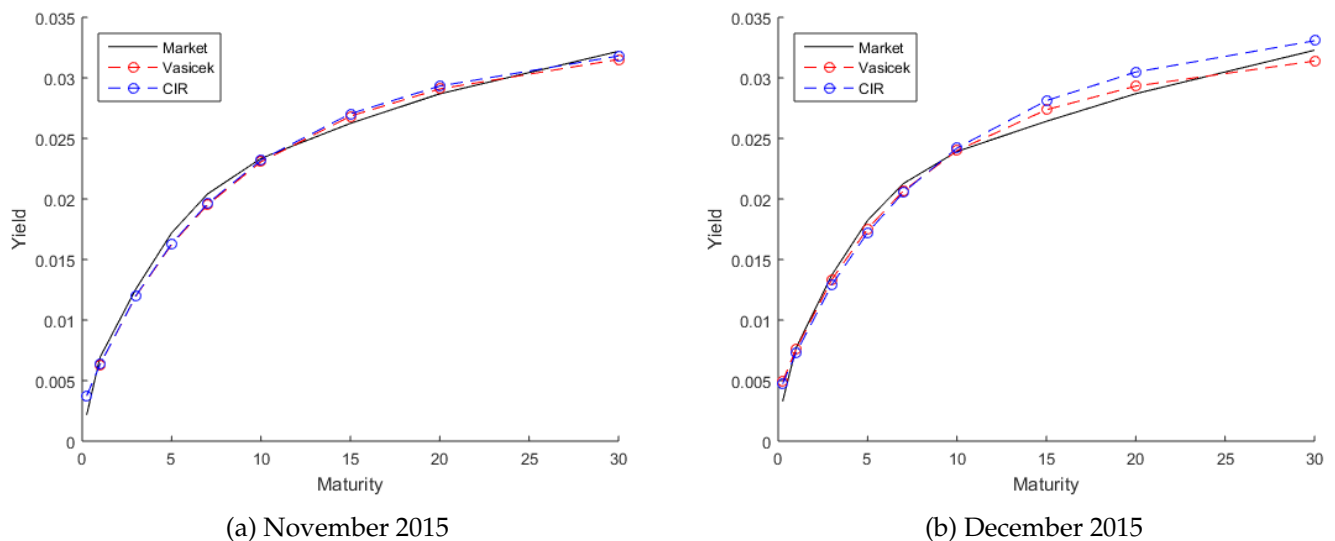 0.035
0.03
0.025
0.02
0.015
0.01
0.005
0
Yield
Market
Vasicek
CIR
0 5 10 15 20 25 30
Maturity
(a) November 2015
0.035
0.03
0.025
0.02
0.015
0.01
0.005
0
Yield
Market
Vasicek
CIR
0 5 10 15 20 25 30
Maturity
(b) December 2015